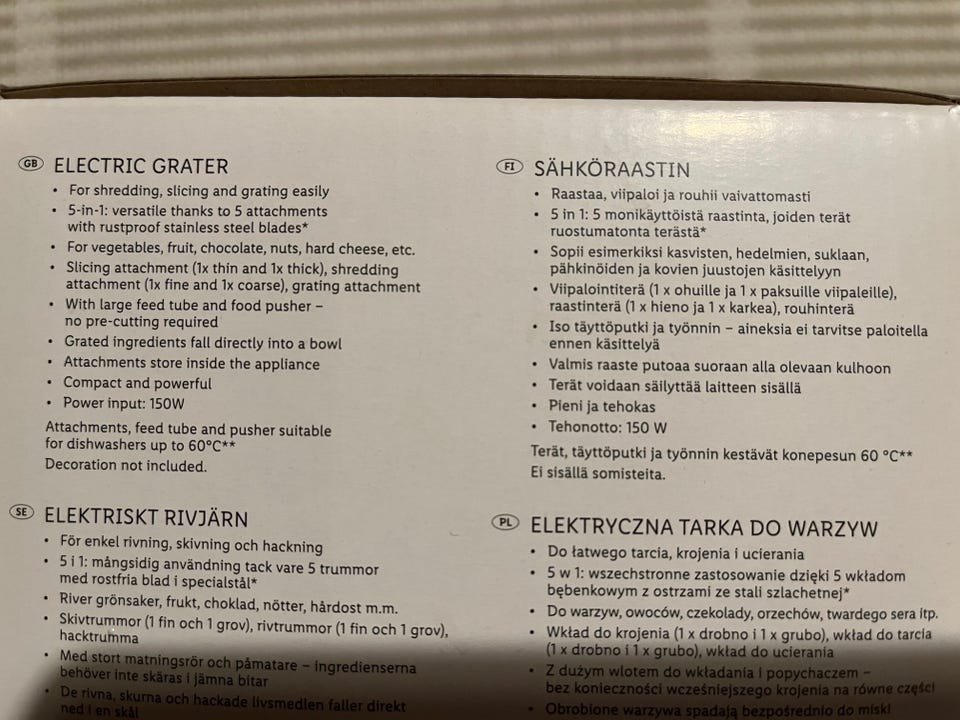 GB ELECTRIC GRATER
• For shredding, slicing and grating easily
• 5-in-1: versatile thanks to 5 attachments
with rustproof stainless steel blades*
• For vegetables, fruit, chocolate, nuts, hard cheese, etc.
• Slicing attachment (1x thin and 1x thick), shredding
attachment (1x fine and 1x coarse), grating attachment
• With large feed tube and food pusher –
no pre-cutting required
• Grated ingredients fall directly into a bowl
• Attachments store inside the appliance
• Compact and powerful
• Power input: 150W
Attachments, feed tube and pusher suitable
for dishwashers up to 60°C**
Decoration not included.
FI SÄHKÖRAASTIN
• Raastaa, viipaloi ja rouhii vaivattomasti
• 5 in 1: 5 monikäyttöistä raastinta, joiden terät
ruostumatonta terästä*
• Sopii esimerkiksi kasvisten, hedelmien, suklaan,
pähkinöiden ja kovien juustojen käsittelyyn
• Viipalointiterä (1 x ohuille ja 1 x paksuille viipaleille),
raastinterä (1 x hieno ja 1 x karkea), rouhinterä
• Iso täyttöputki ja työnnin – aineksia ei tarvitse paloitella
ennen käsittelyä
• Valmis raaste putoaa suoraan alla olevaan kulhoon
• Terät voidaan säilyttää laitteen sisällä
• Pieni ja tehokas
• Tehonotto: 150 W
Terät, täyttöputki ja työnnin kestävät konepesun 60 °C**
Ei sisällä somisteita.
SE ELEKTRISKT RIVJÄRN
• För enkel rivning, skivning och hackning
• 5 i 1: mångsidig användning tack vare 5 trummor
med rostfria blad i specialstål*
• River grönsaker, frukt, choklad, nötter, hårdost m.m.
• Skivtrummor (1 fin och 1 grov), rivtrummor (1 fin och 1 grov),
hacktrumma
• Med stort matningsrör och påmatare – ingredienserna
behöver inte skäras i jämna bitar
• De rivna, skurna och hackade livsmedlen faller direkt
ned i en skål
PL ELEKTRYCZNA TARKA DO WARZYW
• Do łatwego tarcia, krojenia i ucierania
• 5 w 1: wszechstronne zastosowanie dzięki 5 wkładom
bębenkowym z ostrzami ze stali szlachetnej*
• Do warzyw, owoców, czekolady, orzechów, twardego sera itp.
• Wkład do krojenia (1 x drobno i 1 x grubo), wkład do tarcia
(1 x drobno i 1 x grubo), wkład do ucierania
• Z dużym wlotem do wkładania i popychaczem –
bez konieczności wcześniejszego krojenia na równe części
• Obrobione warzywa spadają bezpośrednio do miski